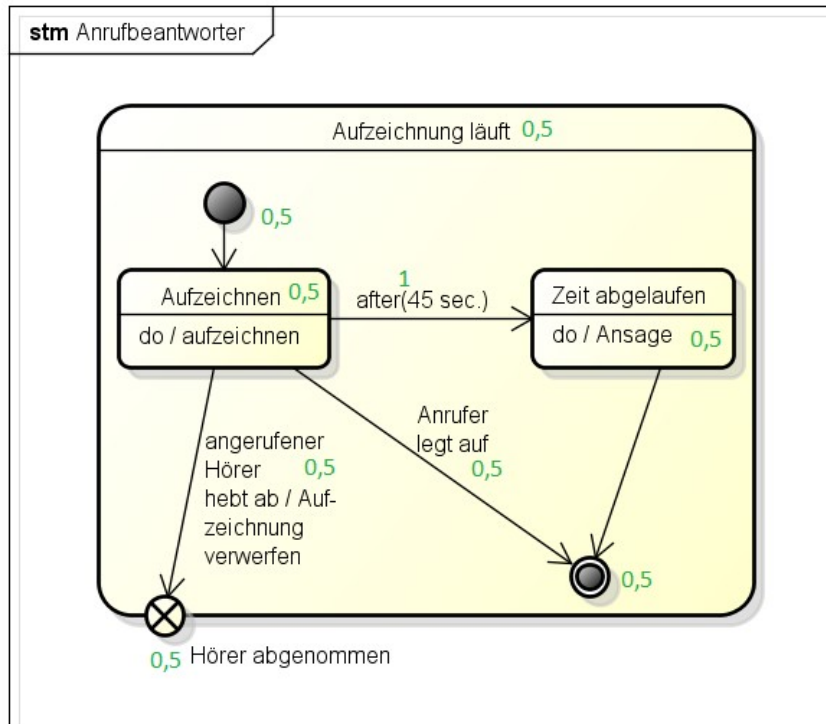 stm Anrufbeantworter
Aufzeichnung läuft 0,5
0,5
Aufzeichnen 0,5
do / aufzeichnen
1
after(45 sec.)
Zeit abgelaufen
do / Ansage 0,5
angerufener
Hörer 0,5
hebt ab / Auf-
zeichnung
verwerfen
Anrufer
legt auf
0,5
0,5
0,5 Hörer abgenommen